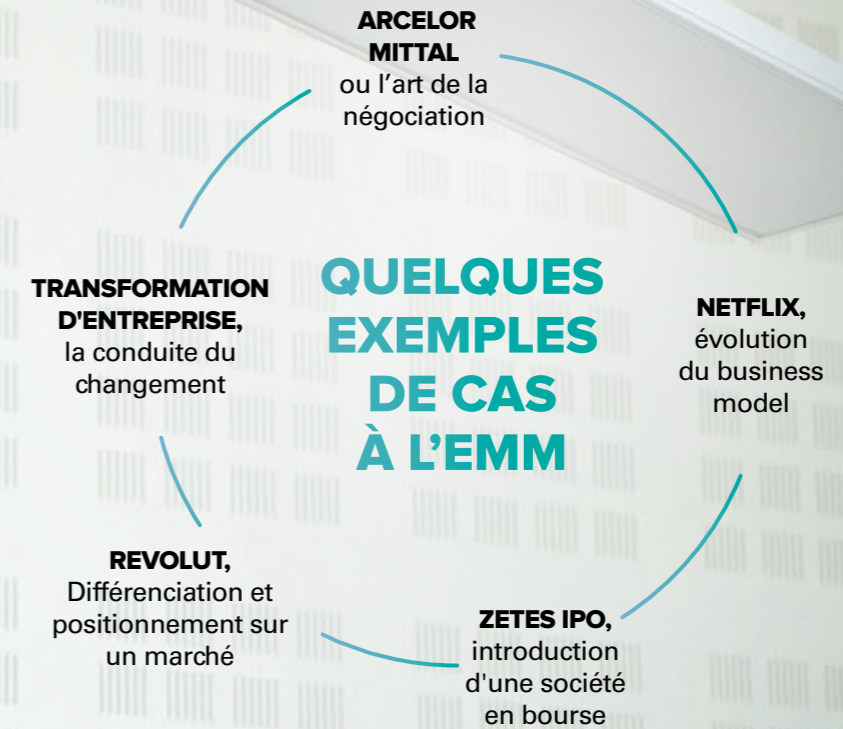 ARCELOR
MITTAL
ou l’art de la
négociation
QUELQUES
EXEMPLES
DE CAS
À L’EMM
NETFLIX,
évolution
du business
model
ZETES IPO,
introduction
d'une société
en bourse
REVOLUT,
Différenciation et
positionnement sur
un marché
TRANSFORMATION
D'ENTREPRISE,
la conduite du
changement